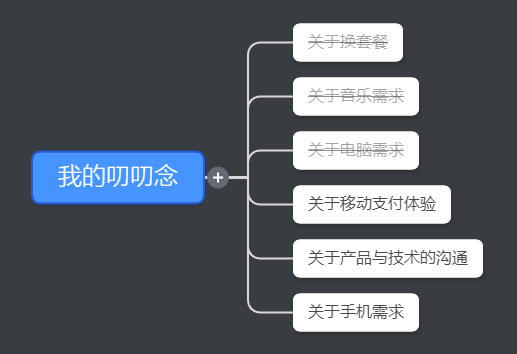 我的叨叨念
关于换套餐
关于音乐需求
关于电脑需求
关于移动支付体验
关于产品与技术的沟通
关于手机需求